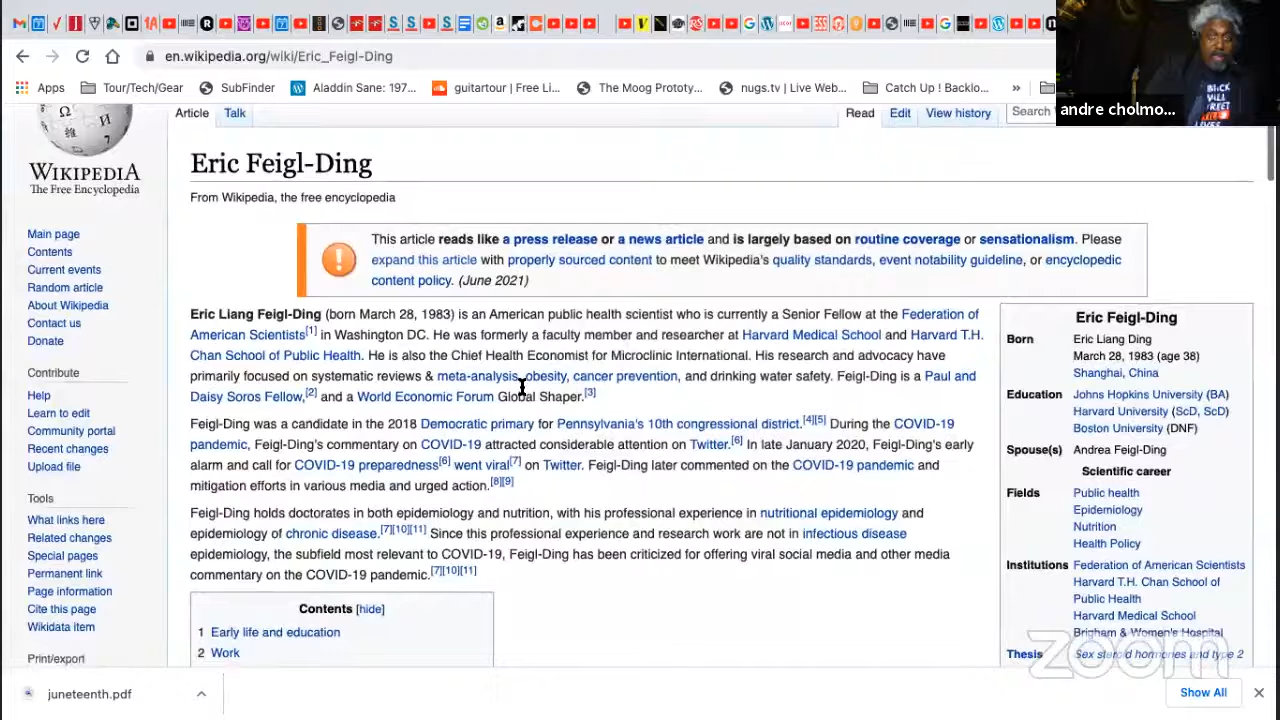 en.wikipedia.org/wiki/Eric_Feigl-Ding
Apps Tour/Tech/Gear SubFinder Aladdin Sane: 197... guitartour | Free Li... The Moog Prototy... nugs.tv | Live Web... Catch Up ! Backlo... »
andre cholmo...
Article Talk Read Edit View history Search
WIKIPEDIA
The Free Encyclopedia
Main page
Contents
Current events
Random article
About Wikipedia
Contact us
Donate
Contribute
Help
Learn to edit
Community portal
Recent changes
Upload file
Tools
What links here
Related changes
Special pages
Permanent link
Page information
Cite this page
Wikidata item
Print/export
Eric Feigl-Ding
From Wikipedia, the free encyclopedia
This article reads like a press release or a news article and is largely based on routine coverage or sensationalism. Please
expand this article with properly sourced content to meet Wikipedia's quality standards, event notability guideline, or encyclopedic
content policy. (June 2021)
Eric Liang Feigl-Ding (born March 28, 1983) is an American public health scientist who is currently a Senior Fellow at the Federation of
American Scientists[1] in Washington DC. He was formerly a faculty member and researcher at Harvard Medical School and Harvard T.H.
Chan School of Public Health. He is also the Chief Health Economist for Microclinic International. His research and advocacy have
primarily focused on systematic reviews & meta-analysis, obesity, cancer prevention, and drinking water safety. Feigl-Ding is a Paul and
Daisy Soros Fellow,[2] and a World Economic Forum Global Shaper.[3]
Feigl-Ding was a candidate in the 2018 Democratic primary for Pennsylvania's 10th congressional district.[4][5] During the COVID-19
pandemic, Feigl-Ding's commentary on COVID-19 attracted considerable attention on Twitter.[6] In late January 2020, Feigl-Ding's early
alarm and call for COVID-19 preparedness[6] went viral[7] on Twitter. Feigl-Ding later commented on the COVID-19 pandemic and
mitigation efforts in various media and urged action.[8][9]
Feigl-Ding holds doctorates in both epidemiology and nutrition, with his professional experience in nutritional epidemiology and
epidemiology of chronic disease.[7][10][11] Since this professional experience and research work are not in infectious disease
epidemiology, the subfield most relevant to COVID-19, Feigl-Ding has been criticized for offering viral social media and other media
commentary on the COVID-19 pandemic.[7][10][11]
Contents [hide]
1 Early life and education
2 Work
Eric Feigl-Ding
Born Eric Liang Ding
March 28, 1983 (age 38)
Shanghai, China
Education Johns Hopkins University (BA)
Harvard University (ScD, ScD)
Boston University (DNF)
Spouse(s) Andrea Feigl-Ding
Scientific career
Fields Public health
Epidemiology
Nutrition
Health Policy
Institutions Federation of American Scientists
Harvard T.H. Chan School of
Public Health
Harvard Medical School
Brigham & Women's Hospital
Thesis Sex steroid hormones and type 2
zoom
juneteenth.pdf
Show All